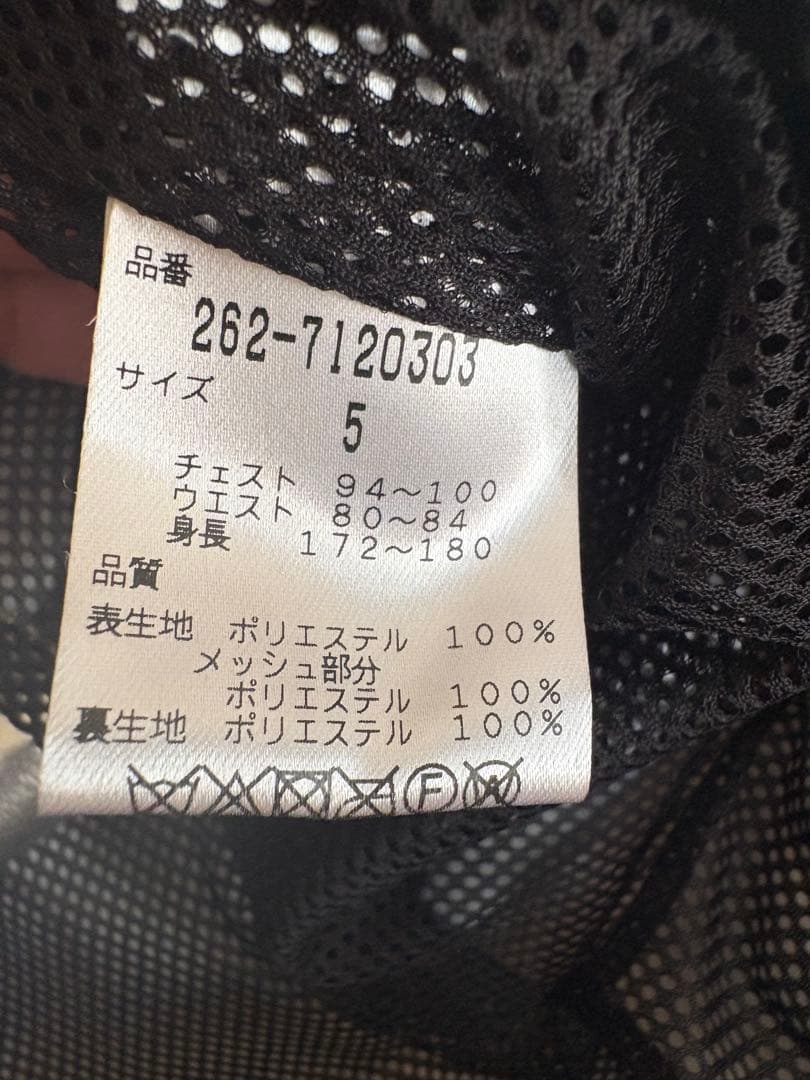 品番
262-7120303
サイズ
5
チェスト 94～100
ウエスト 80～84
身長 172～180
品質
表生地 ポリエステル 100%
メッシュ部分
ポリエステル 100%
裏生地 ポリエステル 100%
F W